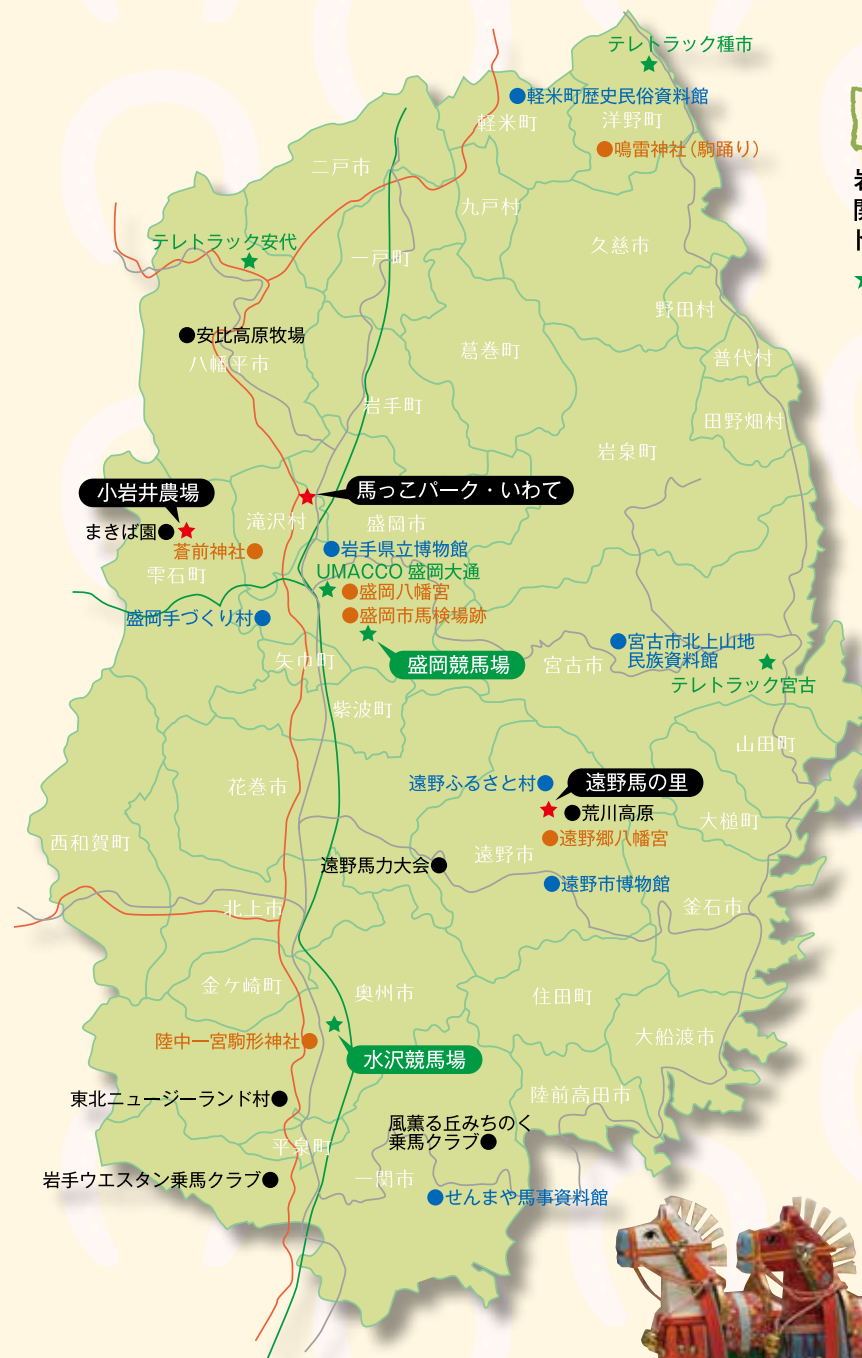 テレトラック種市
●軽米町歴史民俗資料館
軽米町
洋野町
●鳴雷神社(駒踊り)
二戸市
九戸村
テレトラック安代
一戸町
久慈市
野田村
●安比高原牧場
八幡平市
葛巻町
普代村
岩手町
田野畑村
岩泉町
小岩井農場
馬っこパーク・いわて
まきば園●
滝沢村
盛岡市
蒼前神社●
●岩手県立博物館
雫石町
UMACCO 盛岡大通
●盛岡八幡宮
盛岡手づくり村●
●盛岡市馬検場跡
矢巾町
盛岡競馬場
宮古市
●宮古市北上山地
民族資料館
テレトラック宮古
紫波町
山田町
花巻市
遠野ふるさと村●
遠野馬の里
●荒川高原
大槌町
西和賀町
●遠野郷八幡宮
遠野市
遠野馬力大会●
●遠野市博物館
北上市
釜石市
金ケ崎町
奥州市
住田町
陸中一宮駒形神社●
大船渡市
水沢競馬場
東北ニュージーランド村●
陸前高田市
風薫る丘みちのく
乗馬クラブ●
平泉町
岩手ウエスタン乗馬クラブ●
一関市
●せんまや馬事資料館